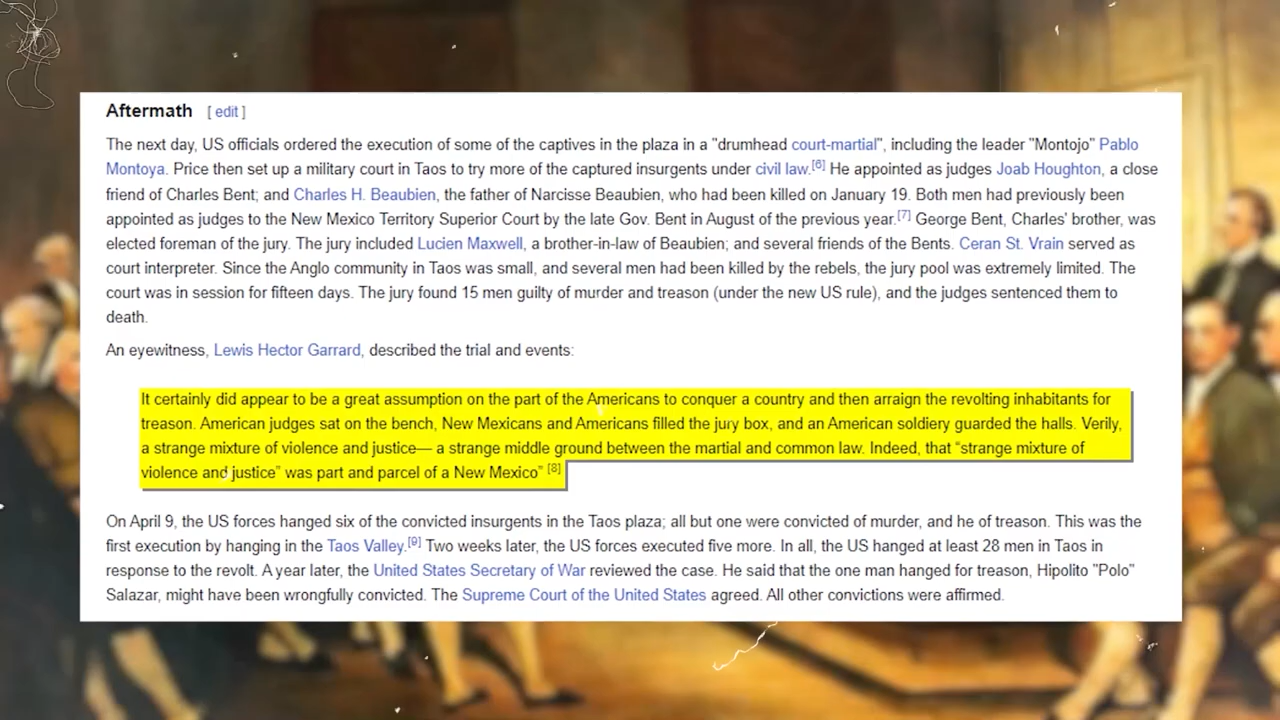 Aftermath [ edit ]
The next day, US officials ordered the execution of some of the captives in the plaza in a "drumhead court-martial", including the leader "Montojo" Pablo
Montoya. Price then set up a military court in Taos to try more of the captured insurgents under civil law.[6] He appointed as judges Joab Houghton, a close
friend of Charles Bent; and Charles H. Beaubien, the father of Narcisse Beaubien, who had been killed on January 19. Both men had previously been
appointed as judges to the New Mexico Territory Superior Court by the late Gov. Bent in August of the previous year.[7] George Bent, Charles' brother, was
elected foreman of the jury. The jury included Lucien Maxwell, a brother-in-law of Beaubien; and several friends of the Bents. Ceran St. Vrain served as
court interpreter. Since the Anglo community in Taos was small, and several men had been killed by the rebels, the jury pool was extremely limited. The
court was in session for fifteen days. The jury found 15 men guilty of murder and treason (under the new US rule), and the judges sentenced them to
death.
An eyewitness, Lewis Hector Garrard, described the trial and events:
It certainly did appear to be a great assumption on the part of the Americans to conquer a country and then arraign the revolting inhabitants for
treason. American judges sat on the bench, New Mexicans and Americans filled the jury box, and an American soldiery guarded the halls. Verily,
a strange mixture of violence and justice— a strange middle ground between the martial and common law. Indeed, that “strange mixture of
violence and justice” was part and parcel of a New Mexico” [8]
On April 9, the US forces hanged six of the convicted insurgents in the Taos plaza; all but one were convicted of murder, and he of treason. This was the
first execution by hanging in the Taos Valley.[9] Two weeks later, the US forces executed five more. In all, the US hanged at least 28 men in Taos in
response to the revolt. A year later, the United States Secretary of War reviewed the case. He said that the one man hanged for treason, Hipolito "Polo"
Salazar, might have been wrongfully convicted. The Supreme Court of the United States agreed. All other convictions were affirmed.